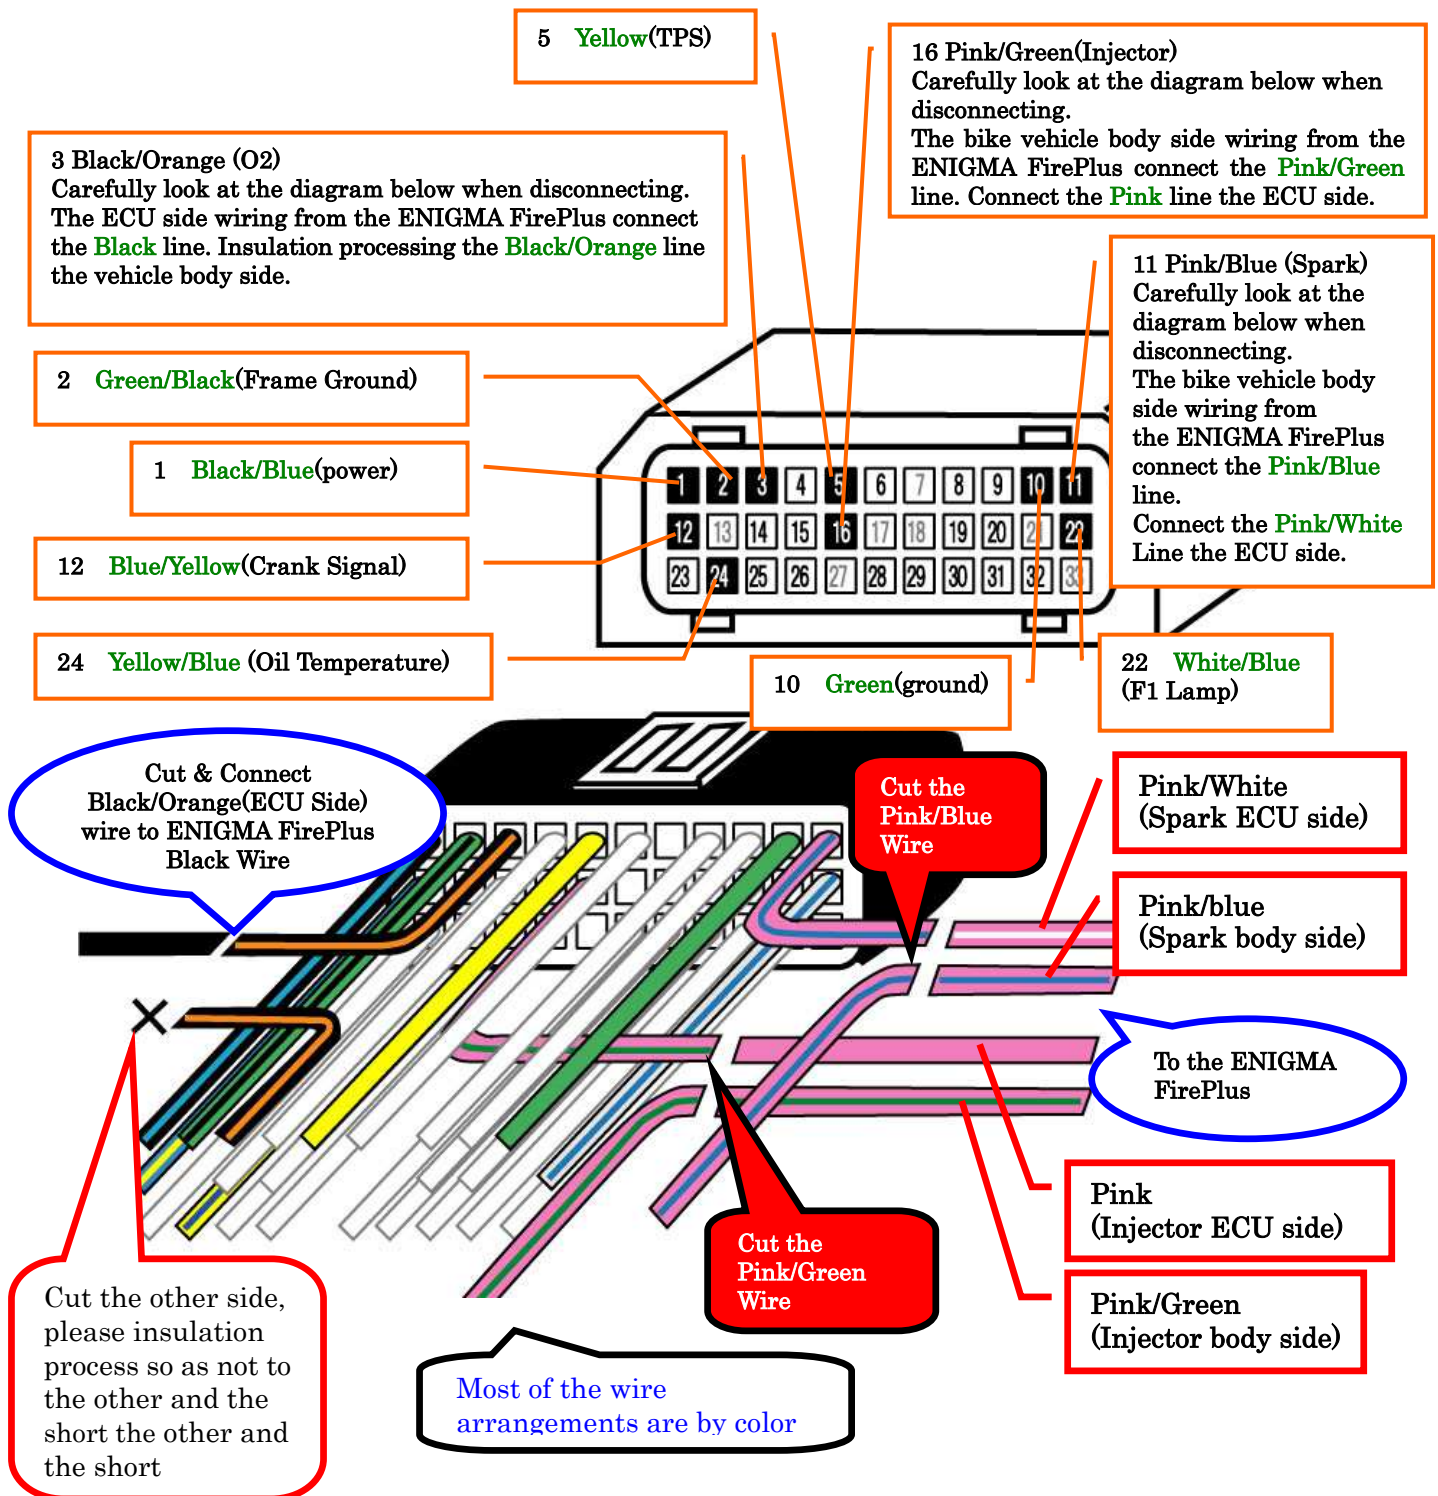 5 Yellow(TPS)
16 Pink/Green(Injector)
Carefully look at the diagram below when
disconnecting.
The bike vehicle body side wiring from the
ENIGMA FirePlus connect the Pink/Green
line. Connect the Pink line the ECU side.
3 Black/Orange (O2)
Carefully look at the diagram below when disconnecting.
The ECU side wiring from the ENIGMA FirePlus connect
the Black line. Insulation processing the Black/Orange line
the vehicle body side.
11 Pink/Blue (Spark)
Carefully look at the
diagram below when
disconnecting.
The bike vehicle body
side wiring from
the ENIGMA FirePlus
connect the Pink/Blue
line.
Connect the Pink/White
Line the ECU side.
2 Green/Black(Frame Ground)
1 Black/Blue(power)
12 Blue/Yellow(Crank Signal)
24 Yellow/Blue (Oil Temperature)
1 2 3 4 5 6 7 8 9 10 11
12 13 14 15 16 17 18 19 20 21 22
23 24 25 26 27 28 29 30 31 32 33
10 Green(ground)
22 White/Blue
(F1 Lamp)
Cut & Connect
Black/Orange(ECU Side)
wire to ENIGMA FirePlus
Black Wire
Cut the
Pink/Blue
Wire
Pink/White
(Spark ECU side)
Pink/blue
(Spark body side)
To the ENIGMA
FirePlus
Pink
(Injector ECU side)
Pink/Green
(Injector body side)
Cut the
Pink/Green
Wire
Cut the other side,
please insulation
process so as not to
the other and the
short the other and
the short
Most of the wire
arrangements are by color